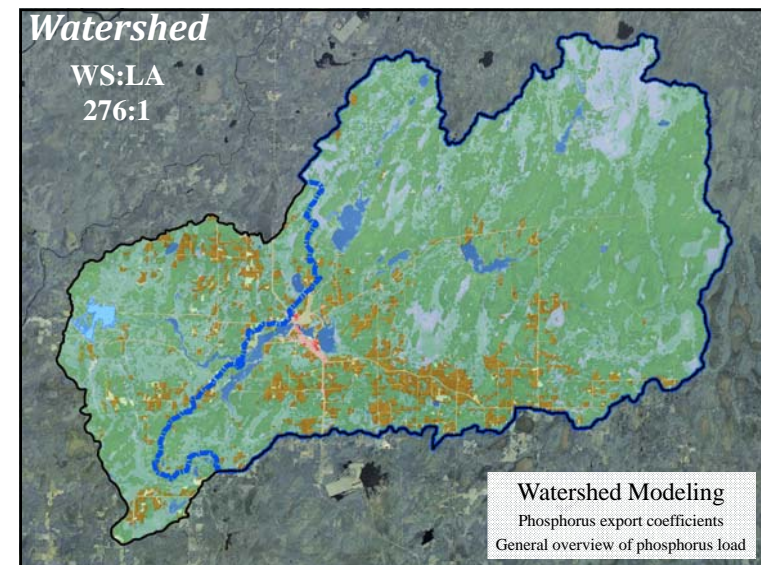 Watershed
WS:LA
276:1
Watershed Modeling
Phosphorus export coefficients
General overview of phosphorus load